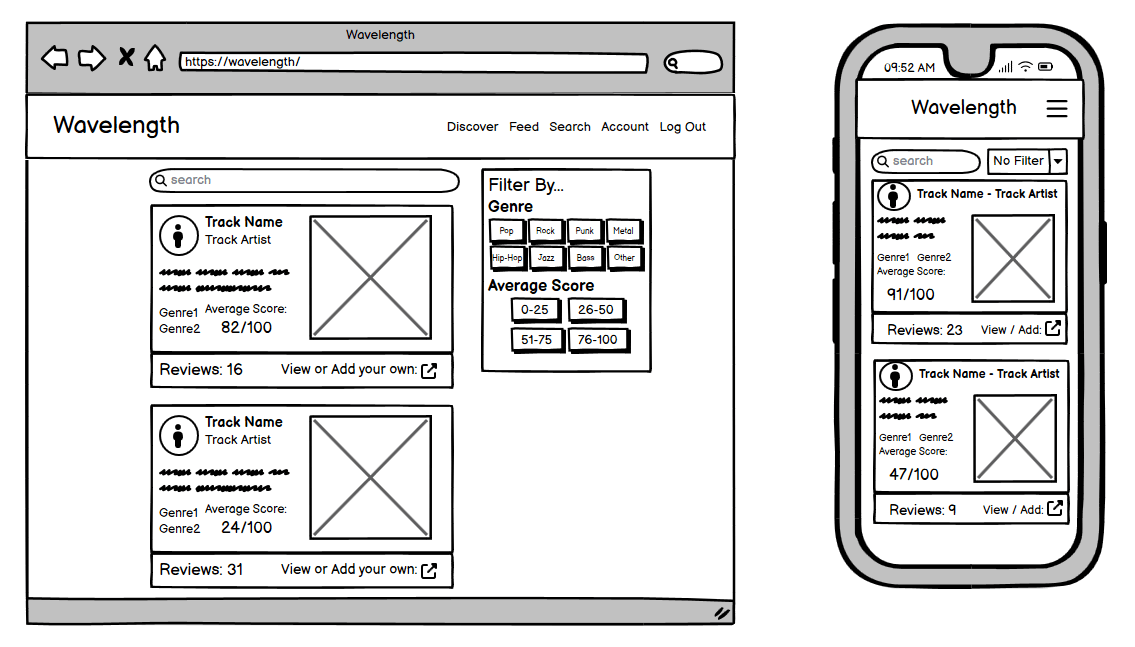 Wavelength
https://wavelength/
Wavelength
Discover Feed Search Account Log Out
search
Track Name
Track Artist
Genre1
Genre2
Average Score:
82/100
Reviews: 16
View or Add your own:
Track Name
Track Artist
Genre1
Genre2
Average Score:
24/100
Reviews: 31
View or Add your own:
Filter By...
Genre
Pop Rock Punk Metal
Hip-Hop Jazz Bass Other
Average Score
0-25 26-50
51-75 76-100
09:52 AM
Wavelength
search
No Filter
Track Name - Track Artist
Genre1 Genre2
Average Score:
91/100
Reviews: 23
View / Add:
Track Name - Track Artist
Genre1 Genre2
Average Score:
47/100
Reviews: 9
View / Add: